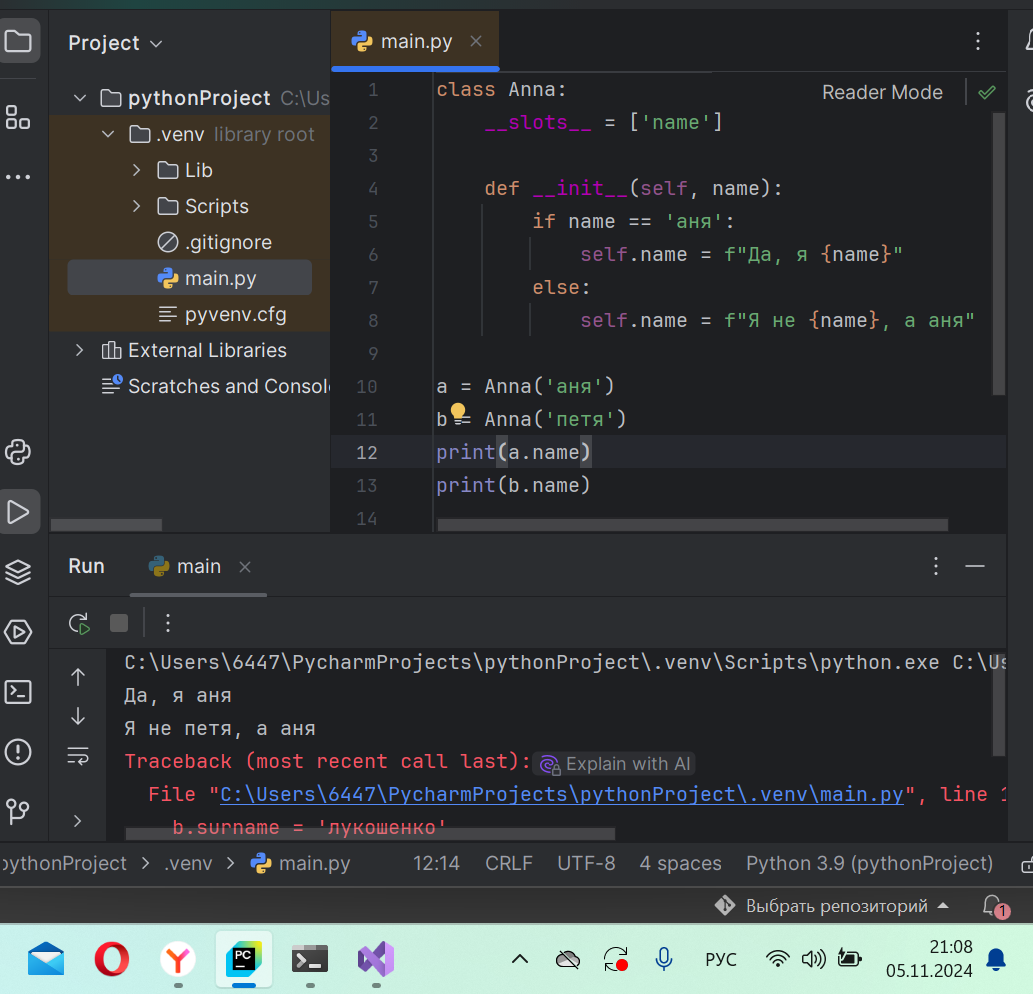 Project
main.py
pythonProject C:\Us
.venv library root
Lib
Scripts
.gitignore
main.py
pyvenv.cfg
External Libraries
Scratches and Consol
Reader Mode
1 class Anna:
2 __slots__ = ['name']
3
4 def __init__(self, name):
5 if name == 'аня':
6 self.name = f"Да, я {name}"
7 else:
8 self.name = f"Я не {name}, а аня"
9
10 a = Anna('аня')
11 b = Anna('петя')
12 print(a.name)
13 print(b.name)
14
Run main
C:\Users\6447\PycharmProjects\pythonProject\.venv\Scripts\python.exe C:\Us
Да, я аня
Я не петя, а аня
Traceback (most recent call last): Explain with AI
File "C:\Users\6447\PycharmProjects\pythonProject\.venv\main.py", line 1
b.surname = 'лукошенко'
pythonProject > .venv > main.py 12:14 CRLF UTF-8 4 spaces Python 3.9 (pythonProject)
Выбрать репозиторий 1
PC РУС 21:08
05.11.2024